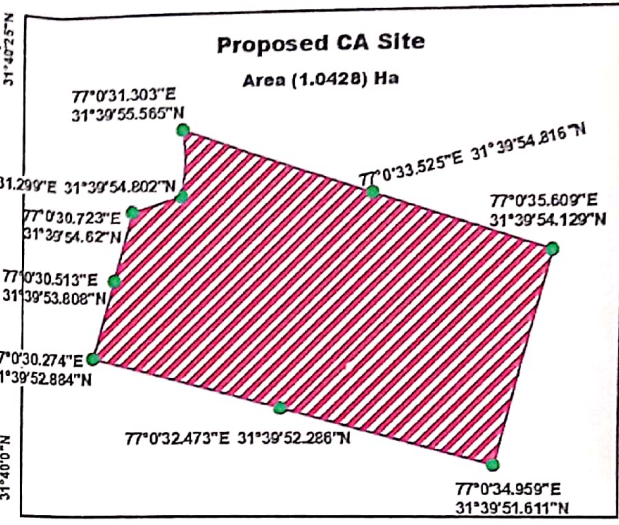 31°40'25"N
Proposed CA Site
Area (1.0428) Ha
77°0'31.303"E
31°39'55.565"N
77°0'33.525"E 31°39'54.816"N
31.299"E 31°39'54.802"N
77°0'35.609"E
31°39'54.129"N
77°0'30.723"E
31°39'54.62"N
77°0'30.513"E
31°39'53.808"N
7°0'30.274"E
1°39'52.884"N
77°0'32.473"E 31°39'52.286"N
31°40'0"N
77°0'34.959"E
31°39'51.611"N